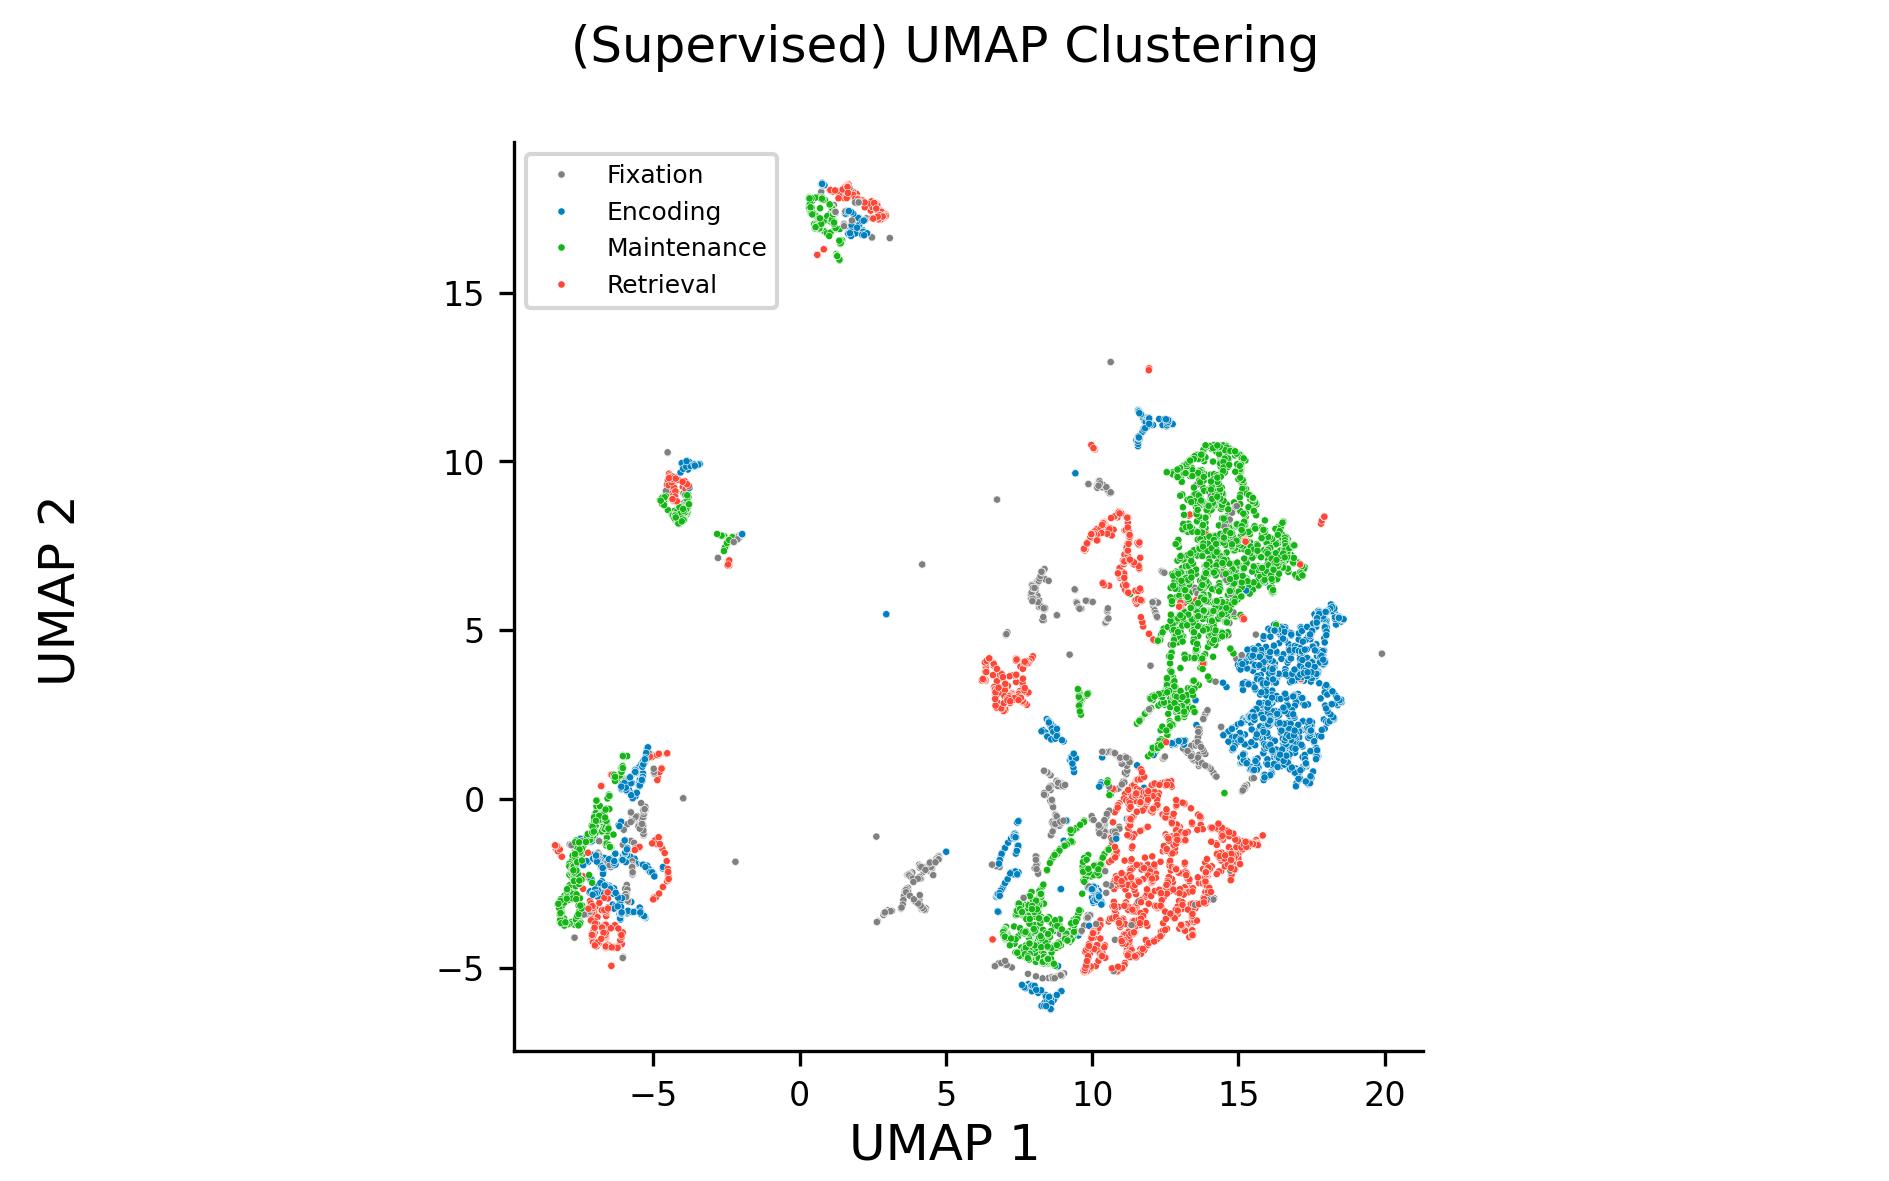 (Supervised) UMAP Clustering
Fixation
Encoding
Maintenance
Retrieval
UMAP 2
15
10
5
0
−5
−5
0
5
10
15
20
UMAP 1